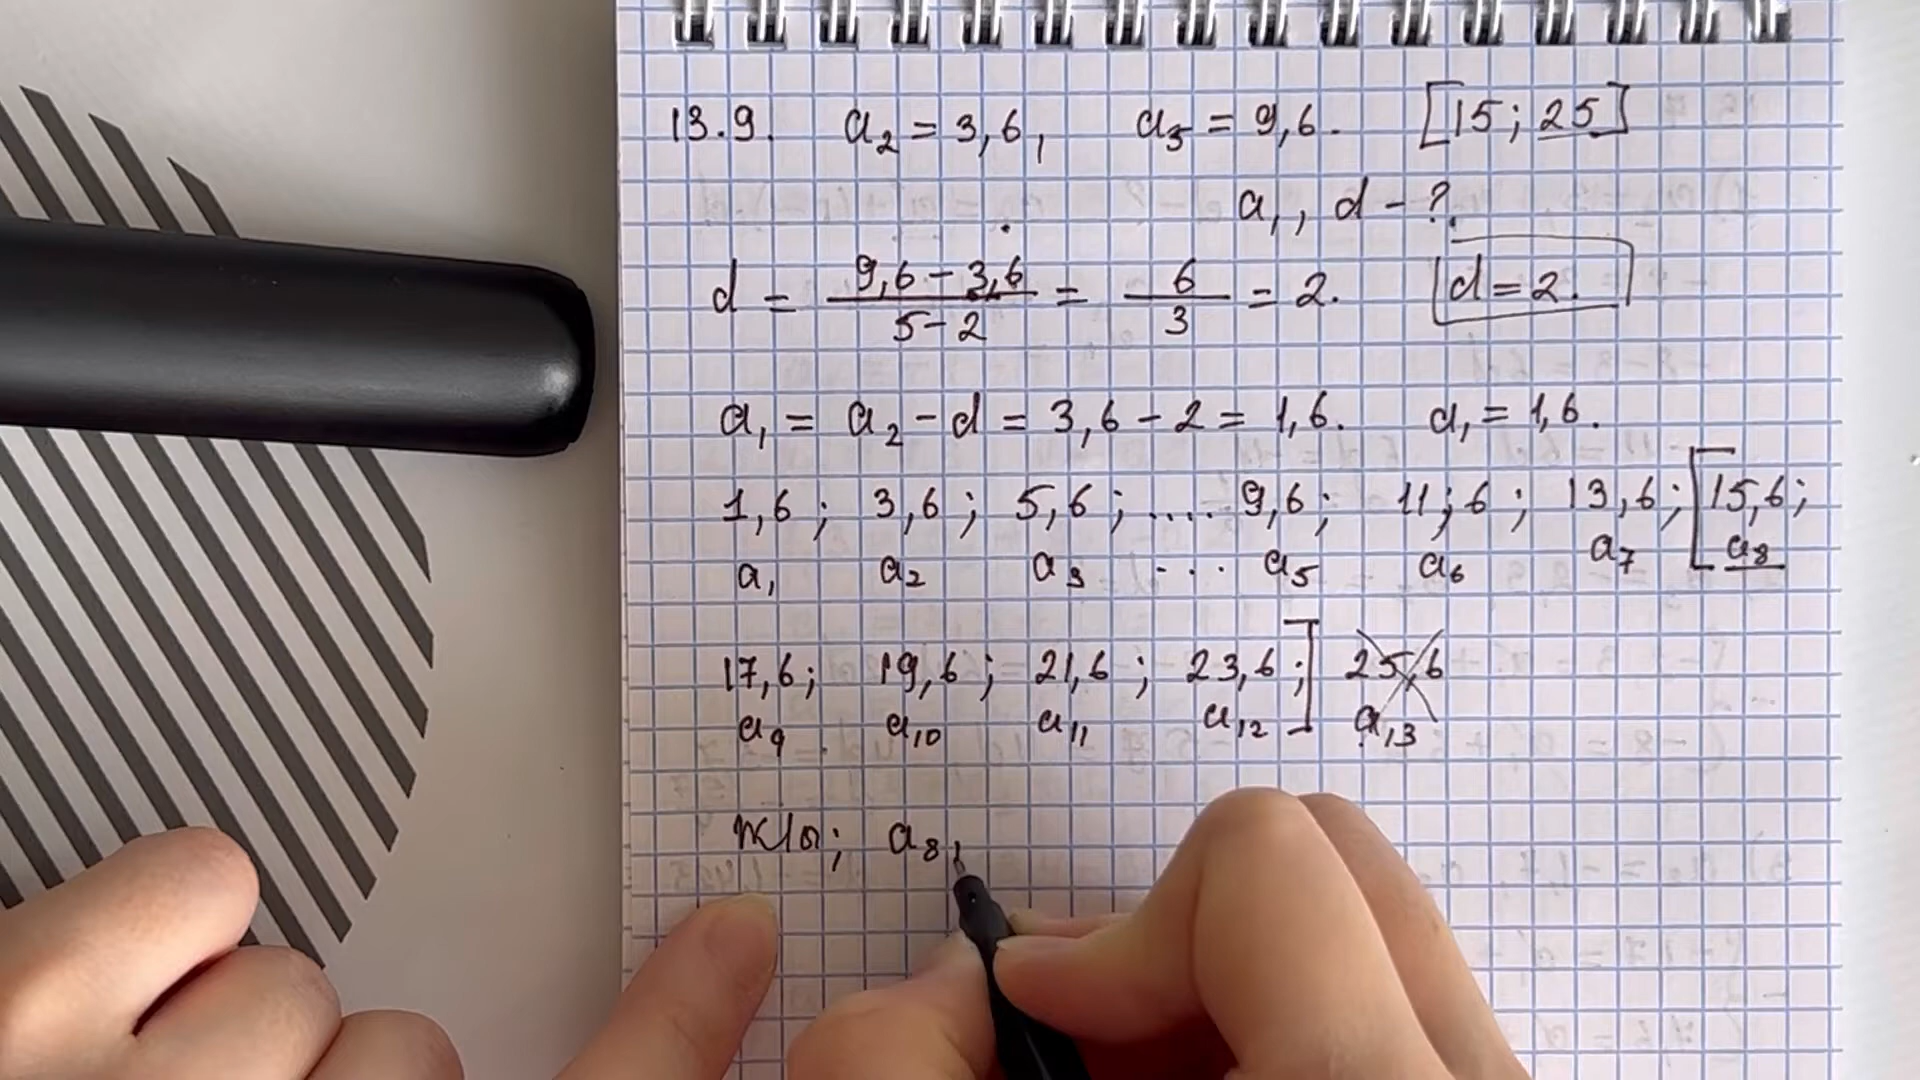 13.9. a₂ = 3,6, a₅ = 9,6. [15; 25]
a₁, d - ?
d = (9,6 - 3,6)/(5 - 2) = 6/3 = 2. d = 2.
a₁ = a₂ - d = 3,6 - 2 = 1,6. a₁ = 1,6.
1,6; 3,6; 5,6; .... 9,6; 11;6; 13,6; [15,6;
a₁ a₂ a₃ ... a₅ a₆ a₇ a₈
17,6; 19,6; 21,6; 23,6;] 25,6
a₉ a₁₀ a₁₁ a₁₂ a₁₃
a₈,